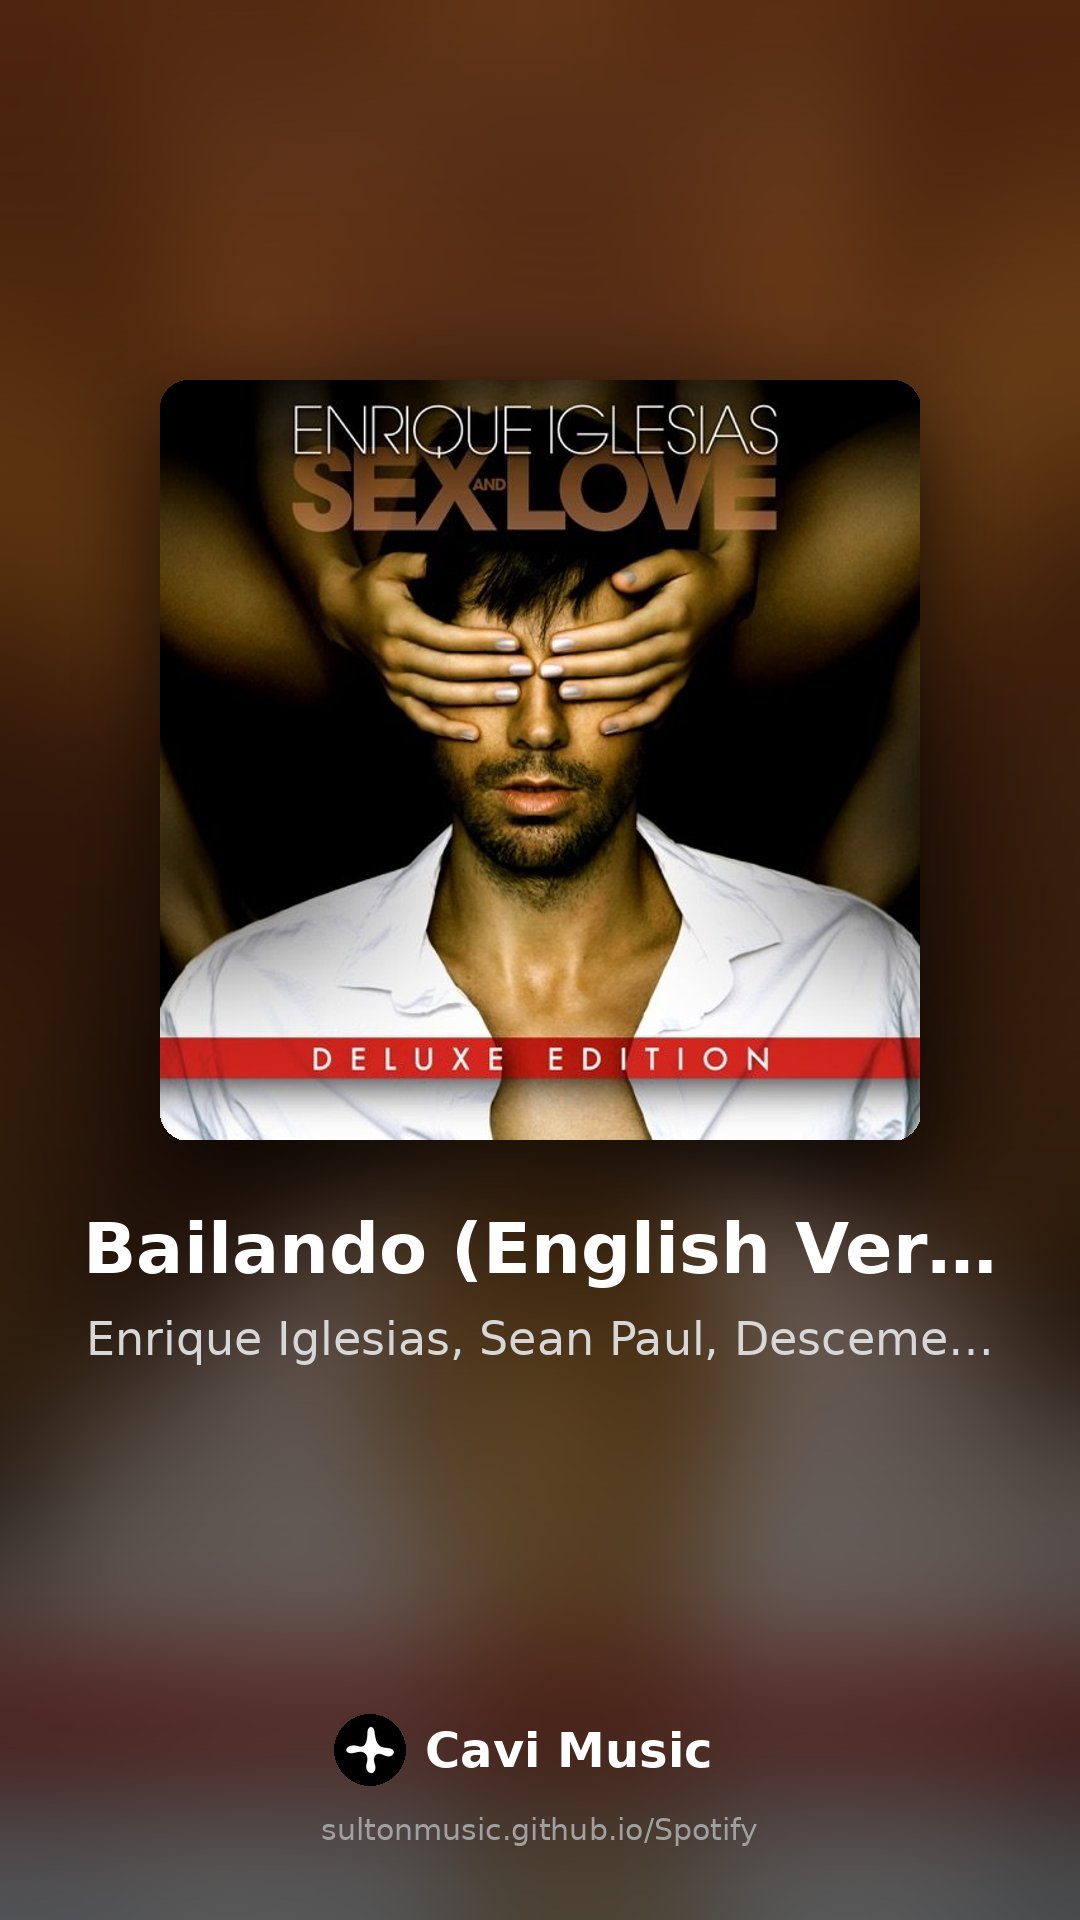 ENRIQUE IGLESIAS
SEX AND LOVE
DELUXE EDITION
Bailando (English Ver...
Enrique Iglesias, Sean Paul, Desceme...
Cavi Music
sultonmusic.github.io/Spotify